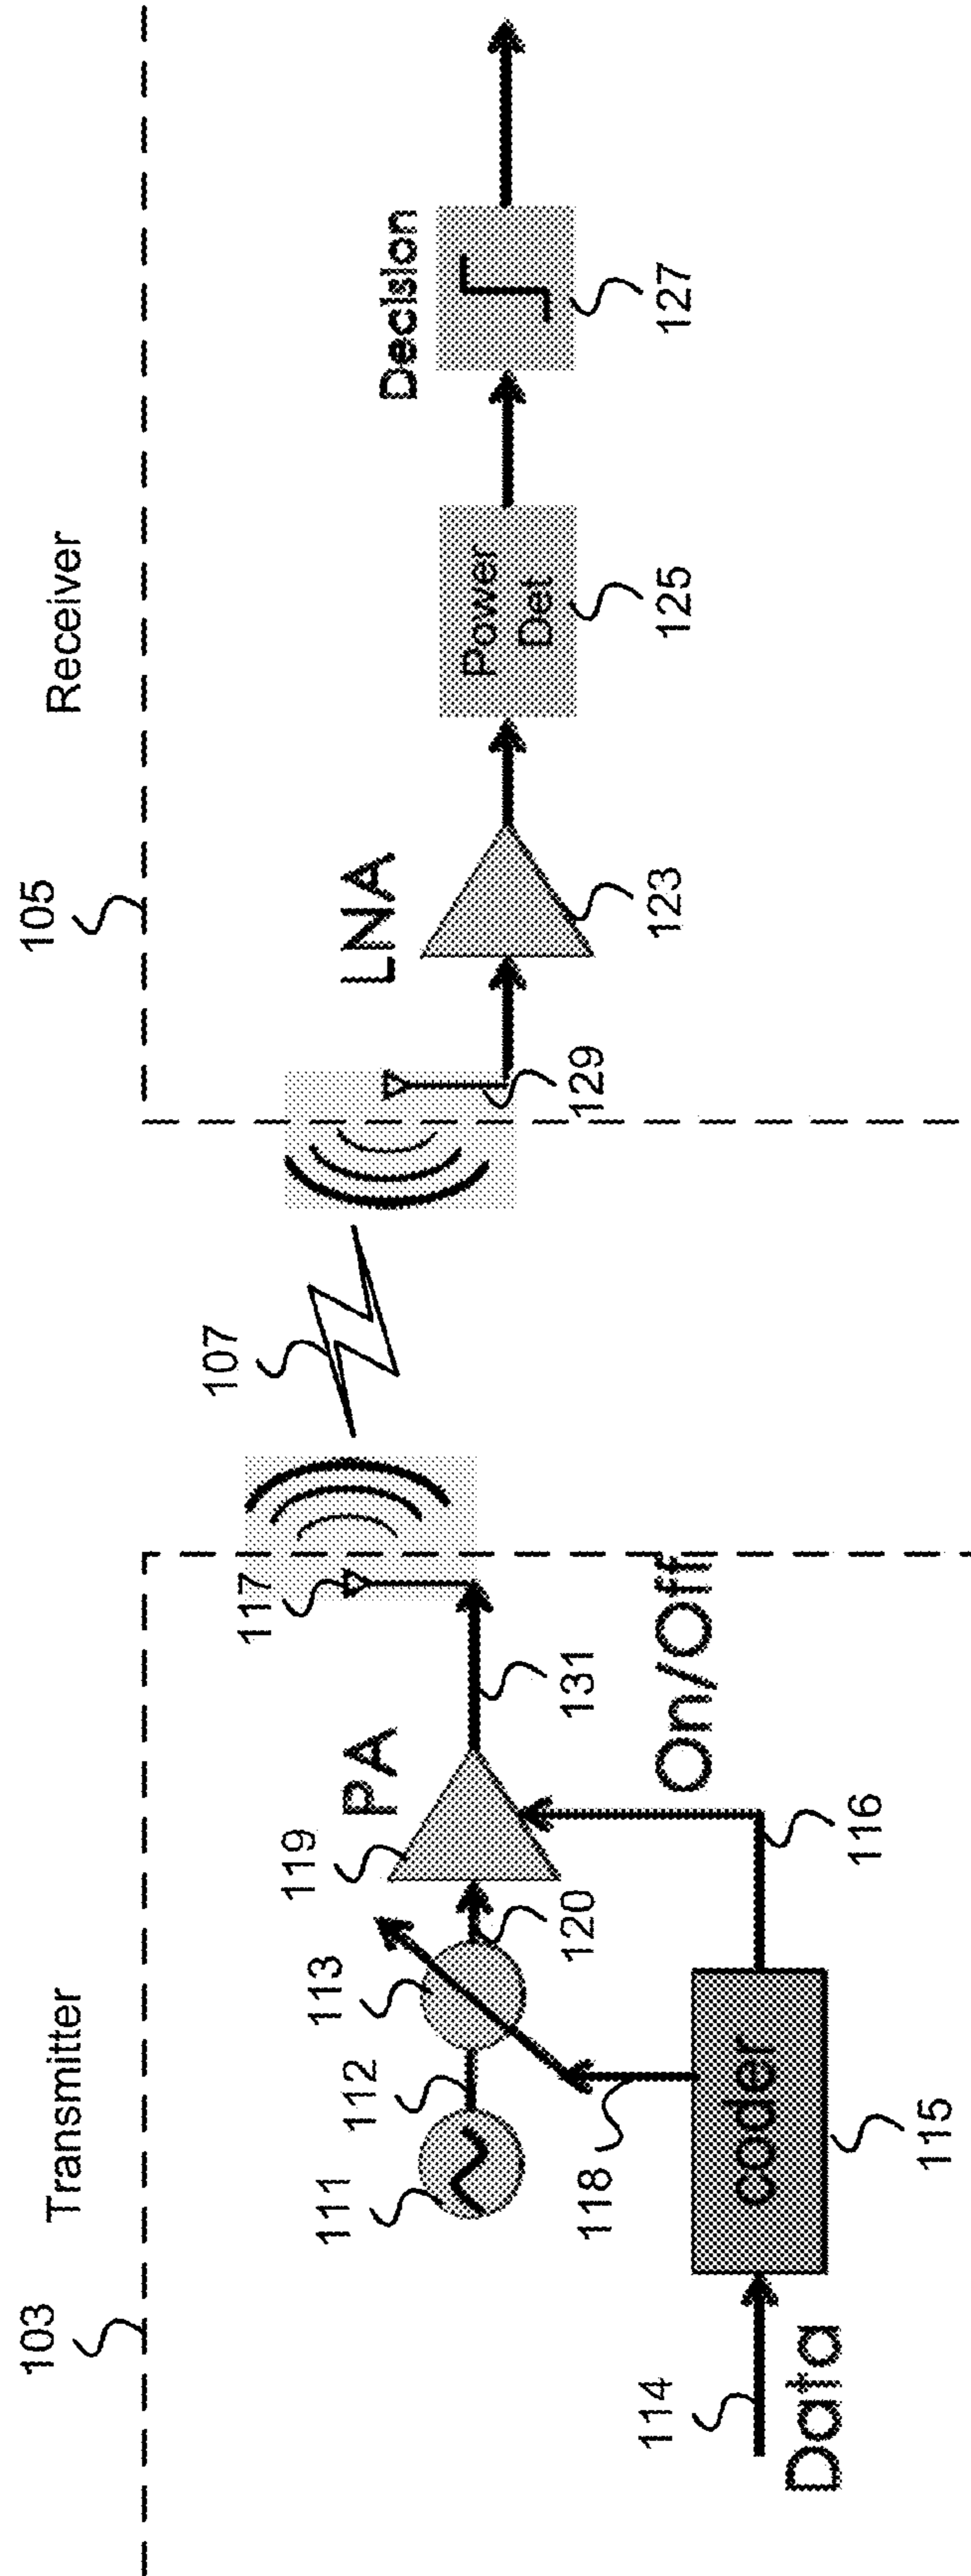 103
Transmitter
105
Receiver
107
117
PA
119
113
112
111
120
131
118
On/Off
116
coder
115
114
Data
LNA
129
123
Power
Det
125
Decision
127